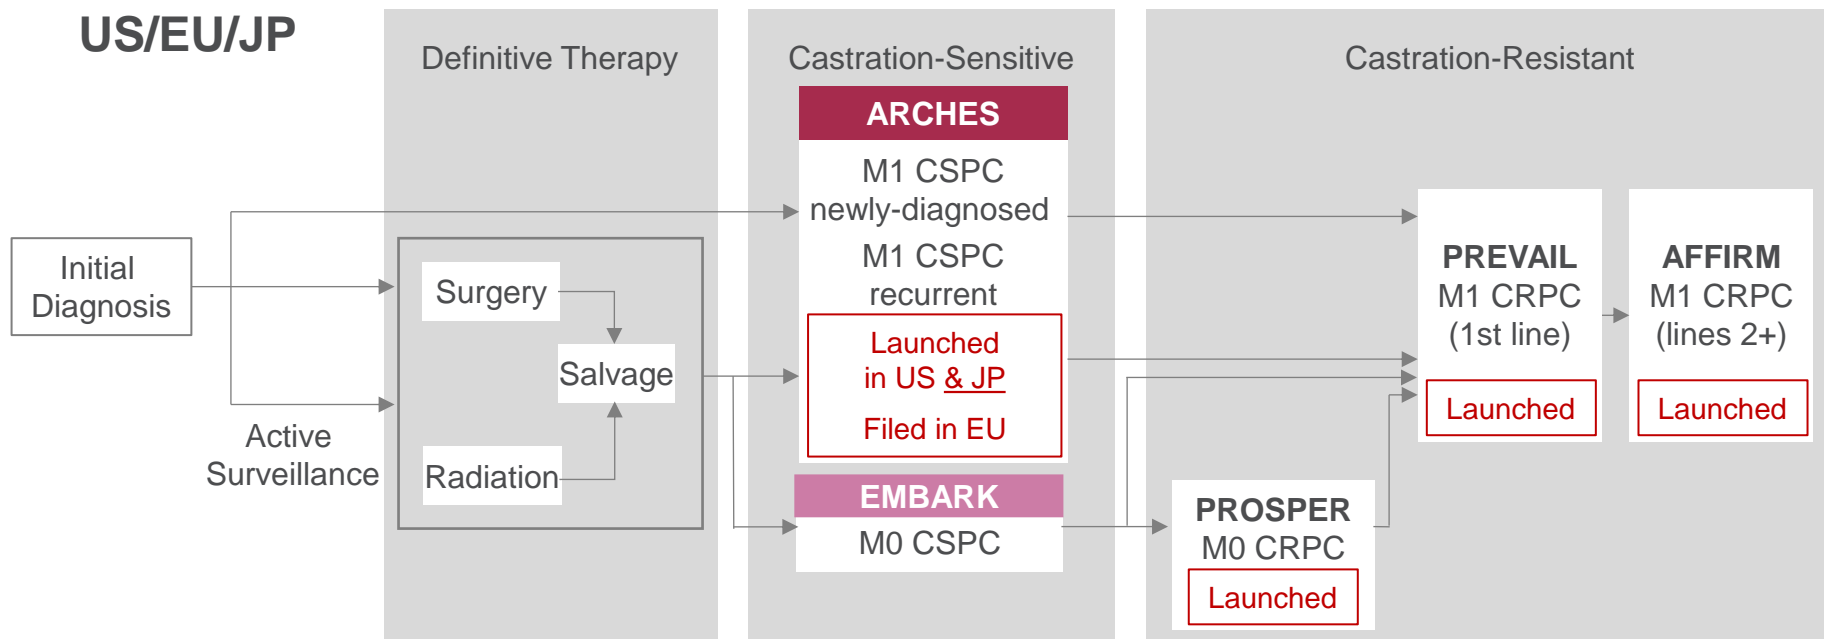 US/EU/JP
Definitive Therapy
Castration-Sensitive
Castration-Resistant
Initial
Diagnosis
Active
Surveillance
Surgery
Salvage
Radiation
ARCHES
M1 CSPC
newly-diagnosed
M1 CSPC
recurrent
Launched
in US & JP
Filed in EU
EMBARK
M0 CSPC
PROSPER
M0 CRPC
Launched
PREVAIL
M1 CRPC
(1st line)
Launched
AFFIRM
M1 CRPC
(lines 2+)
Launched